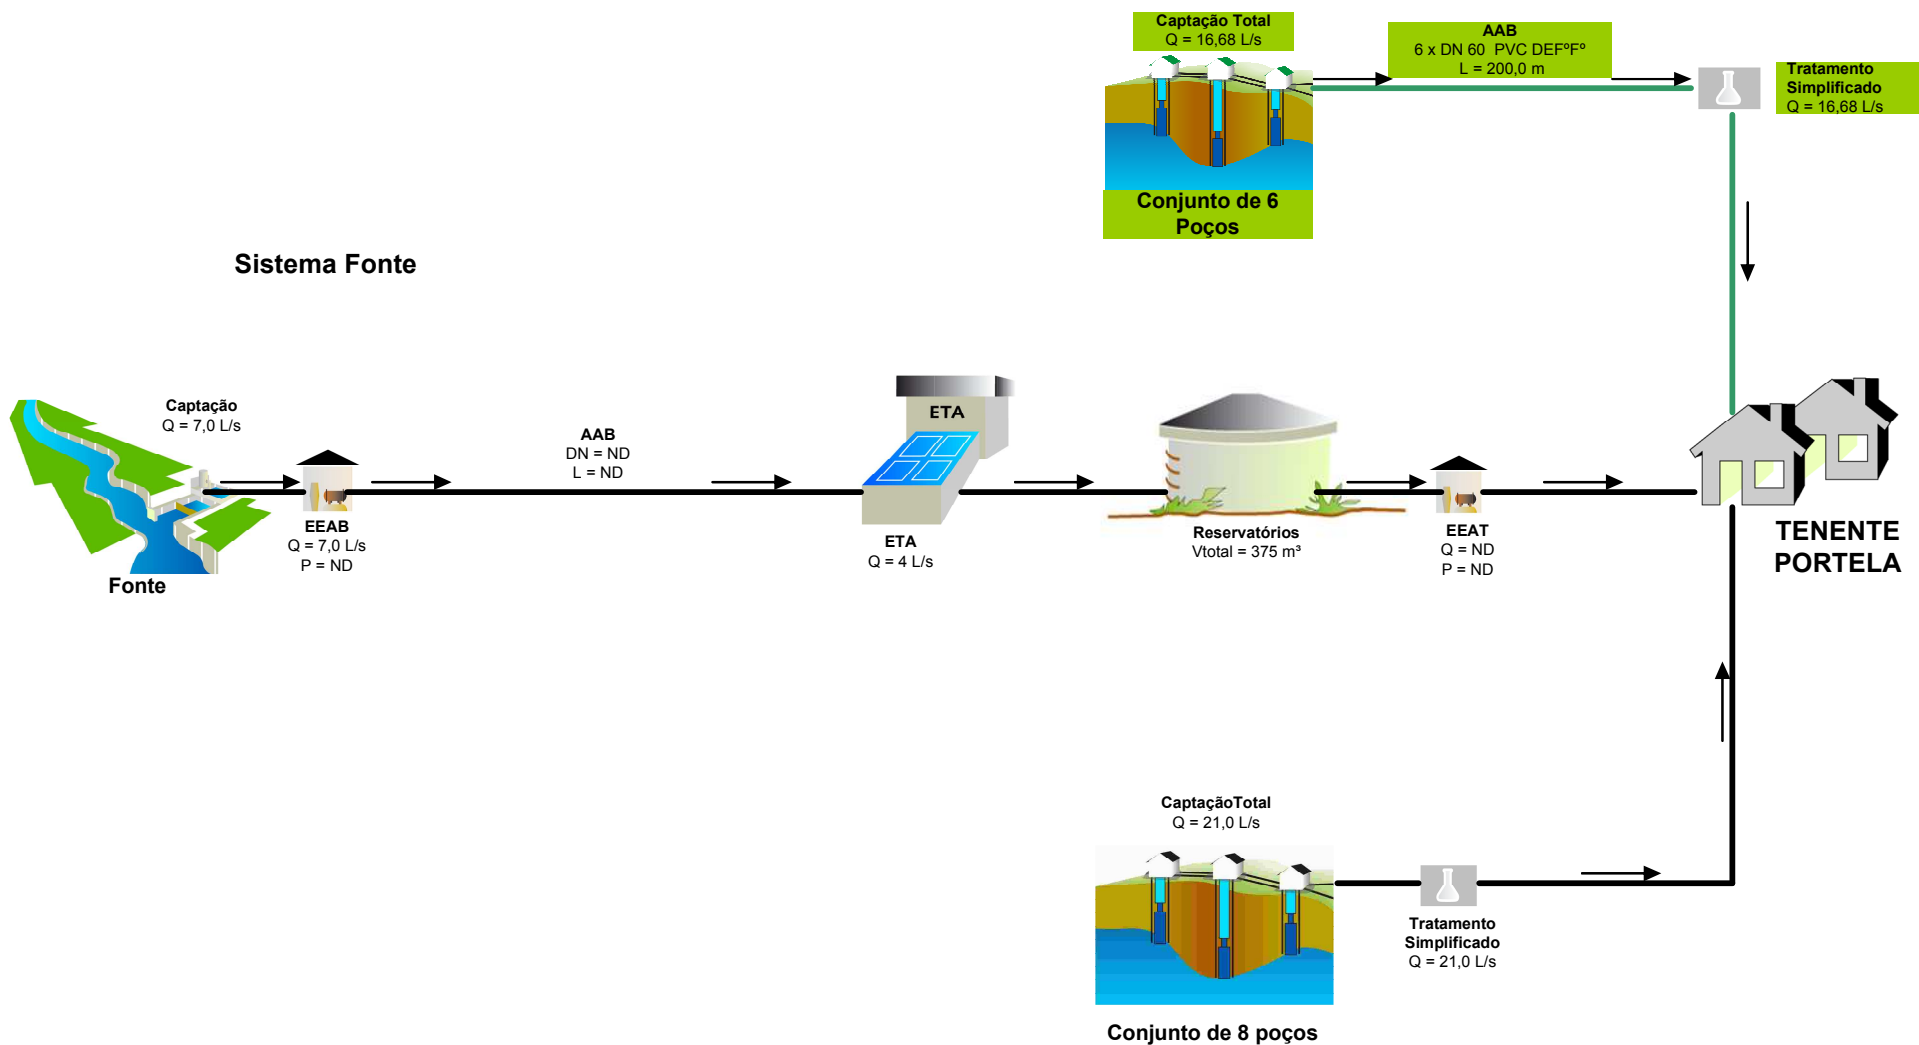 Captação Total
Q = 16,68 L/s
AAB
6 x DN 60 PVC DEFºFº
L = 200,0 m
Tratamento
Simplificado
Q = 16,68 L/s
Conjunto de 6
Poços
Sistema Fonte
Captação
Q = 7,0 L/s
EEAB
Q = 7,0 L/s
P = ND
Fonte
AAB
DN = ND
L = ND
ETA
ETA
Q = 4 L/s
Reservatórios
Vtotal = 375 m³
EEAT
Q = ND
P = ND
TENENTE
PORTELA
CaptaçãoTotal
Q = 21,0 L/s
Tratamento
Simplificado
Q = 21,0 L/s
Conjunto de 8 poços